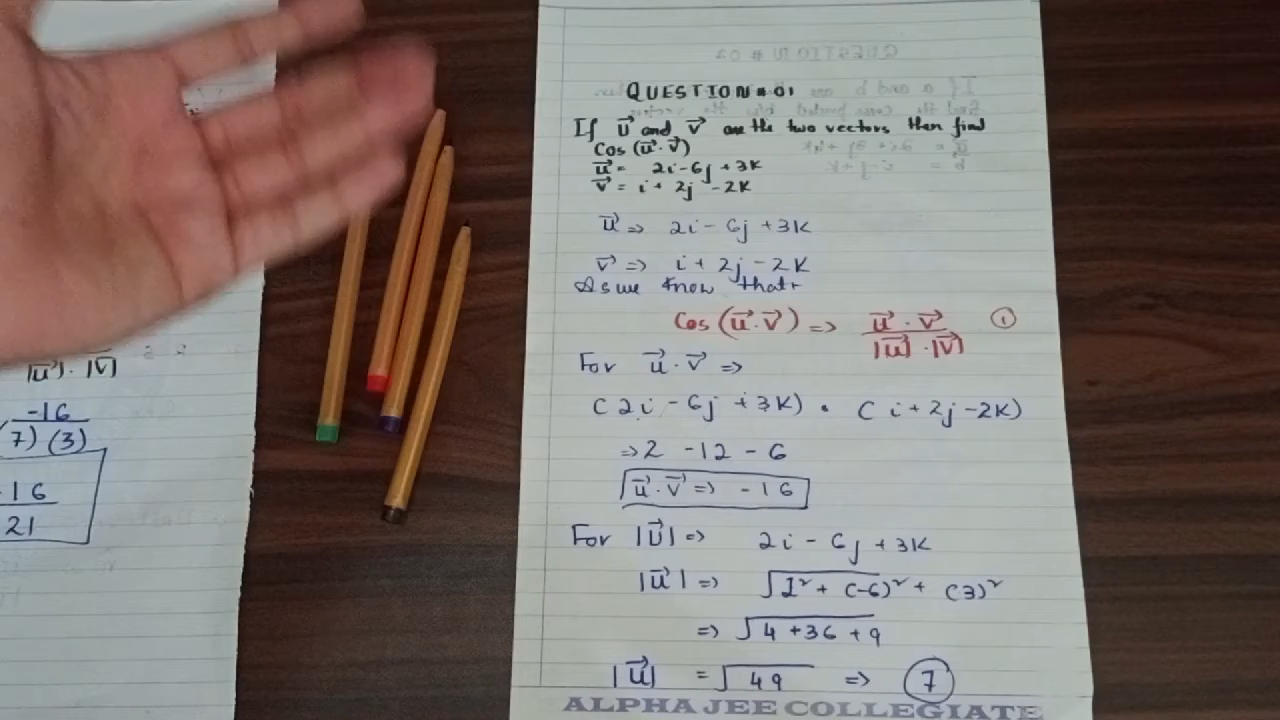 QUESTION # 01
If u⃗ and v⃗ are the two vectors then find
Cos (u⃗ . v⃗)
u⃗ = 2i - 6j + 3K
v⃗ = i + 2j - 2K
u⃗ => 2i - 6j + 3K
v⃗ => i + 2j - 2K
As we know that
Cos (u⃗ . v⃗) => u⃗ . v⃗ / |u⃗| . |v⃗| ①
For u⃗ . v⃗ =>
(2i - 6j + 3K) . (i + 2j - 2K)
=> 2 - 12 - 6
u⃗ . v⃗ => -16
For |u⃗| => 2i - 6j + 3K
|u⃗| => √2² + (-6)² + (3)²
=> √4 + 36 + 9
|u⃗| = √49 => 7
ALPHA JEE COLLEGIATE
|u⃗| . |v⃗|
-16
7) (3)
-16
21